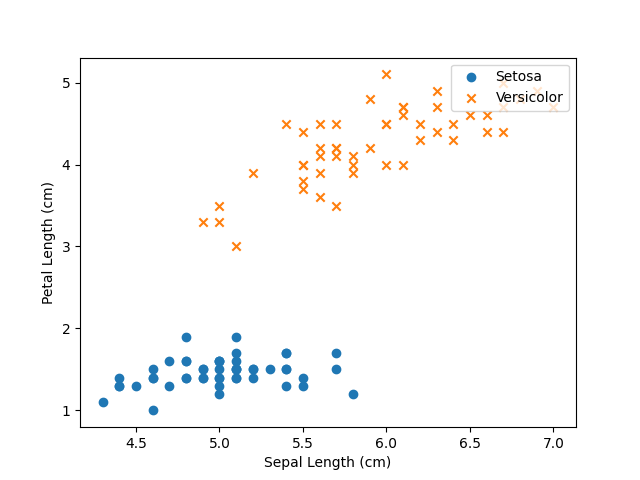 Setosa
Versicolor
5
4
3
2
1
Petal Length (cm)
4.5 5.0 5.5 6.0 6.5 7.0
Sepal Length (cm)